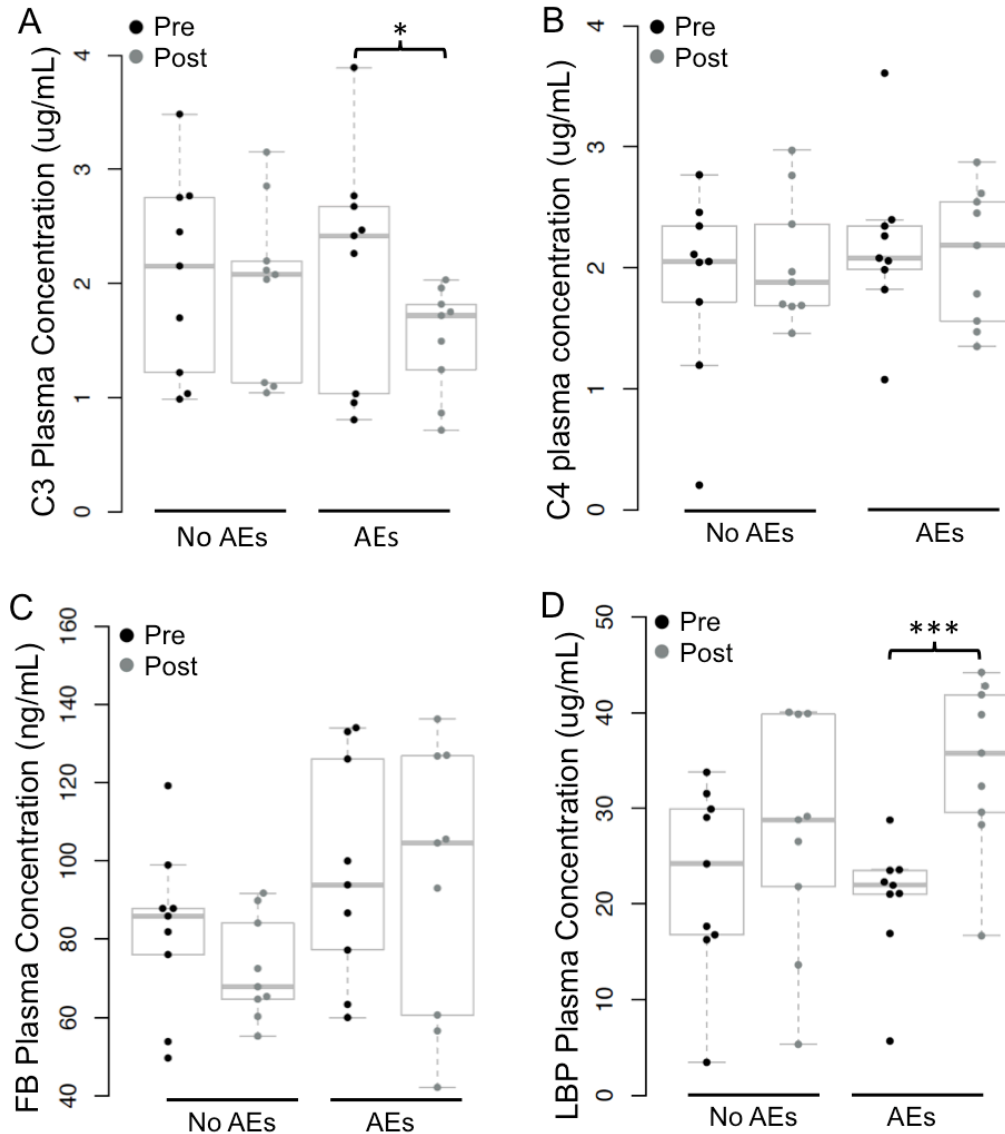 A
Pre
Post
*
C3 Plasma Concentration (ug/mL)
4
3
2
1
0
No AEs
AEs
B
Pre
Post
C4 plasma concentration (ug/mL)
4
3
2
1
0
No AEs
AEs
C
Pre
Post
FB Plasma Concentration (ng/mL)
160
140
120
100
80
60
40
No AEs
AEs
D
Pre
Post
***
LBP Plasma Concentration (ug/mL)
50
40
30
20
10
0
No AEs
AEs